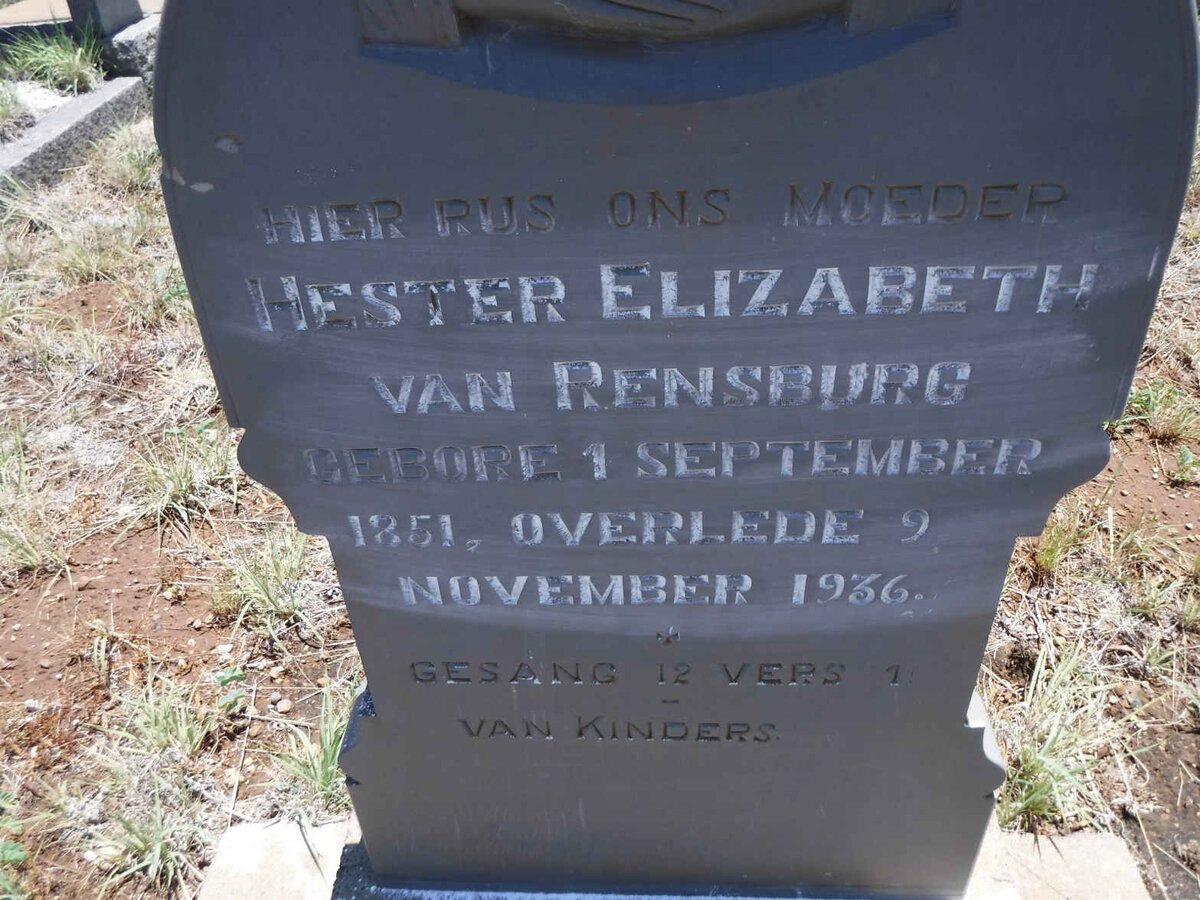 HIER RUS ONS MOEDER
HESTER ELIZABETH
VAN RENSBURG
GEBORE 1 SEPTEMBER
1851, OVERLEDE 9
NOVEMBER 1936.
GESANG 12 VERS 1
VAN KINDERS.